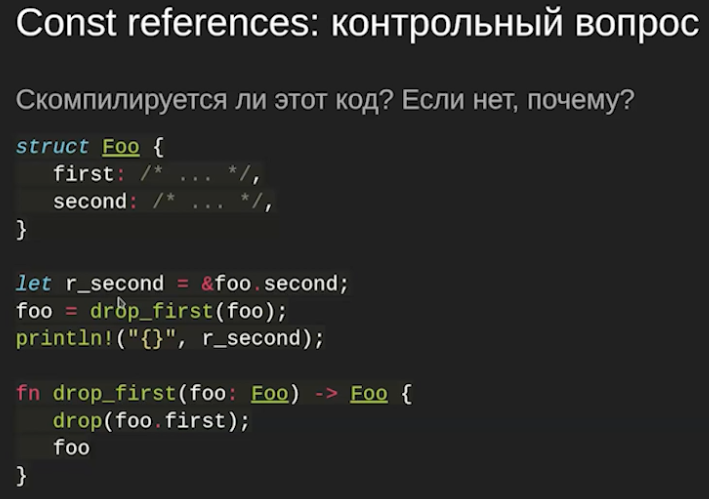 Const references: контрольный вопрос
Скомпилируется ли этот код? Если нет, почему?
struct Foo {
first: /* ... */,
second: /* ... */,
}
let r_second = &foo.second;
foo = drop_first(foo);
println!("{}", r_second);
fn drop_first(foo: Foo) -> Foo {
drop(foo.first);
foo
}